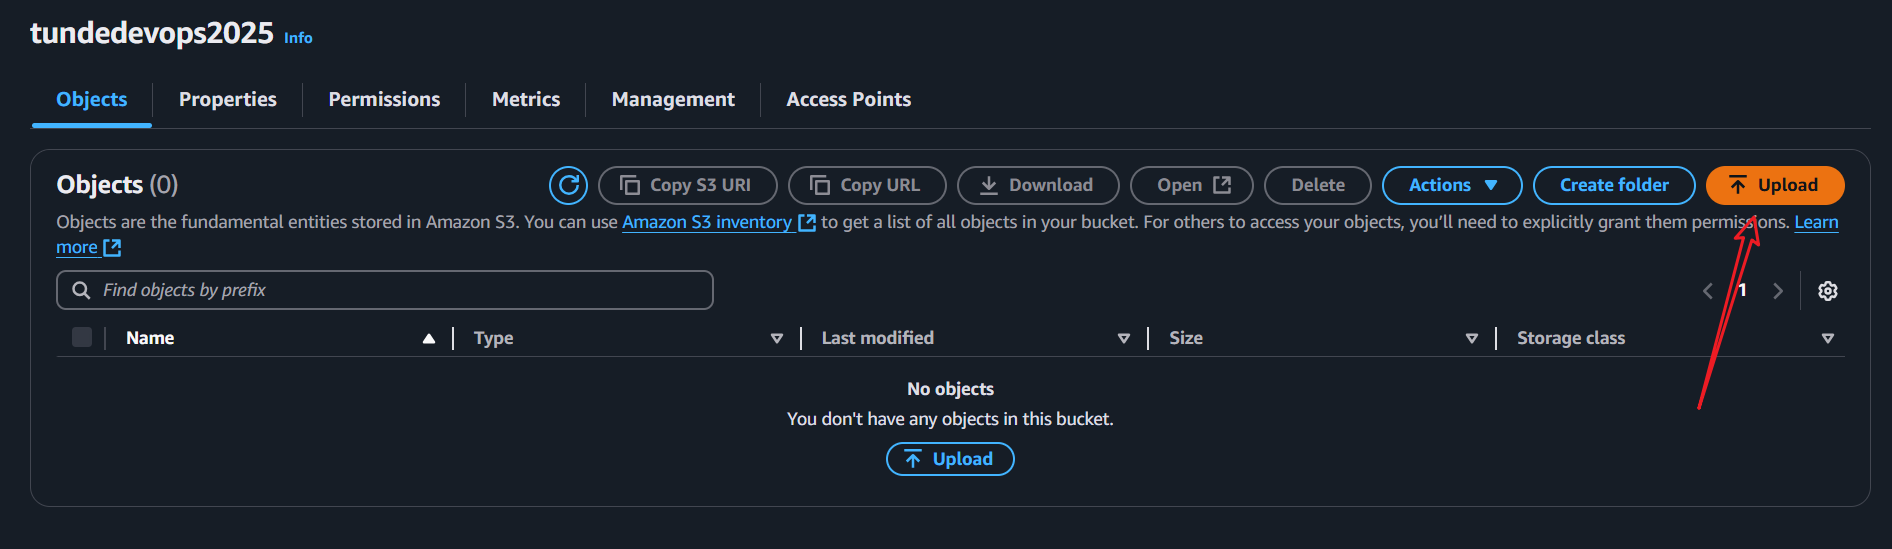 tundedevops2025 Info
Objects Properties Permissions Metrics Management Access Points
Objects (0) Copy S3 URI Copy URL Download Open Delete Actions Create folder Upload
Objects are the fundamental entities stored in Amazon S3. You can use Amazon S3 inventory to get a list of all objects in your bucket. For others to access your objects, you’ll need to explicitly grant them permissions. Learn
more
Find objects by prefix 1
Name Type Last modified Size Storage class
No objects
You don't have any objects in this bucket.
Upload